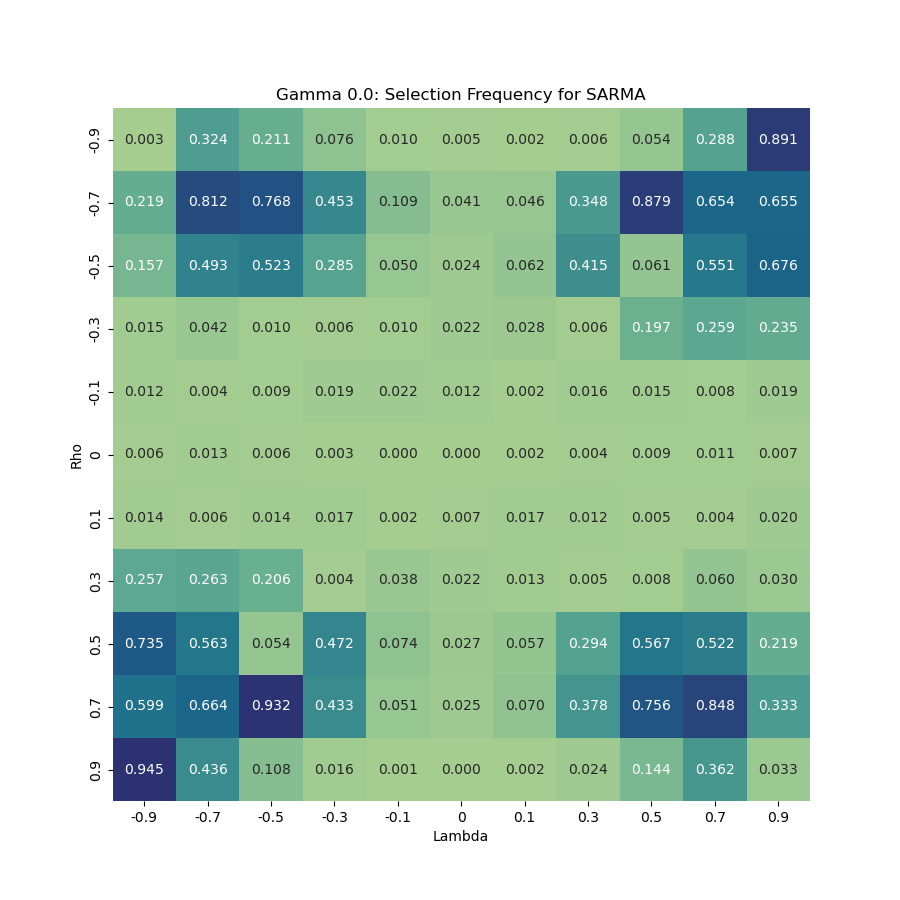 Gamma 0.0: Selection Frequency for SARMA
-0.9 0.003 0.324 0.211 0.076 0.010 0.005 0.002 0.006 0.054 0.288 0.891
-0.7 0.219 0.812 0.768 0.453 0.109 0.041 0.046 0.348 0.879 0.654 0.655
-0.5 0.157 0.493 0.523 0.285 0.050 0.024 0.062 0.415 0.061 0.551 0.676
-0.3 0.015 0.042 0.010 0.006 0.010 0.022 0.028 0.006 0.197 0.259 0.235
-0.1 0.012 0.004 0.009 0.019 0.022 0.012 0.002 0.016 0.015 0.008 0.019
Rho
0 0.006 0.013 0.006 0.003 0.000 0.000 0.002 0.004 0.009 0.011 0.007
0.1 0.014 0.006 0.014 0.017 0.002 0.007 0.017 0.012 0.005 0.004 0.020
0.3 0.257 0.263 0.206 0.004 0.038 0.022 0.013 0.005 0.008 0.060 0.030
0.5 0.735 0.563 0.054 0.472 0.074 0.027 0.057 0.294 0.567 0.522 0.219
0.7 0.599 0.664 0.932 0.433 0.051 0.025 0.070 0.378 0.756 0.848 0.333
0.9 0.945 0.436 0.108 0.016 0.001 0.000 0.002 0.024 0.144 0.362 0.033
-0.9 -0.7 -0.5 -0.3 -0.1 0 0.1 0.3 0.5 0.7 0.9
Lambda